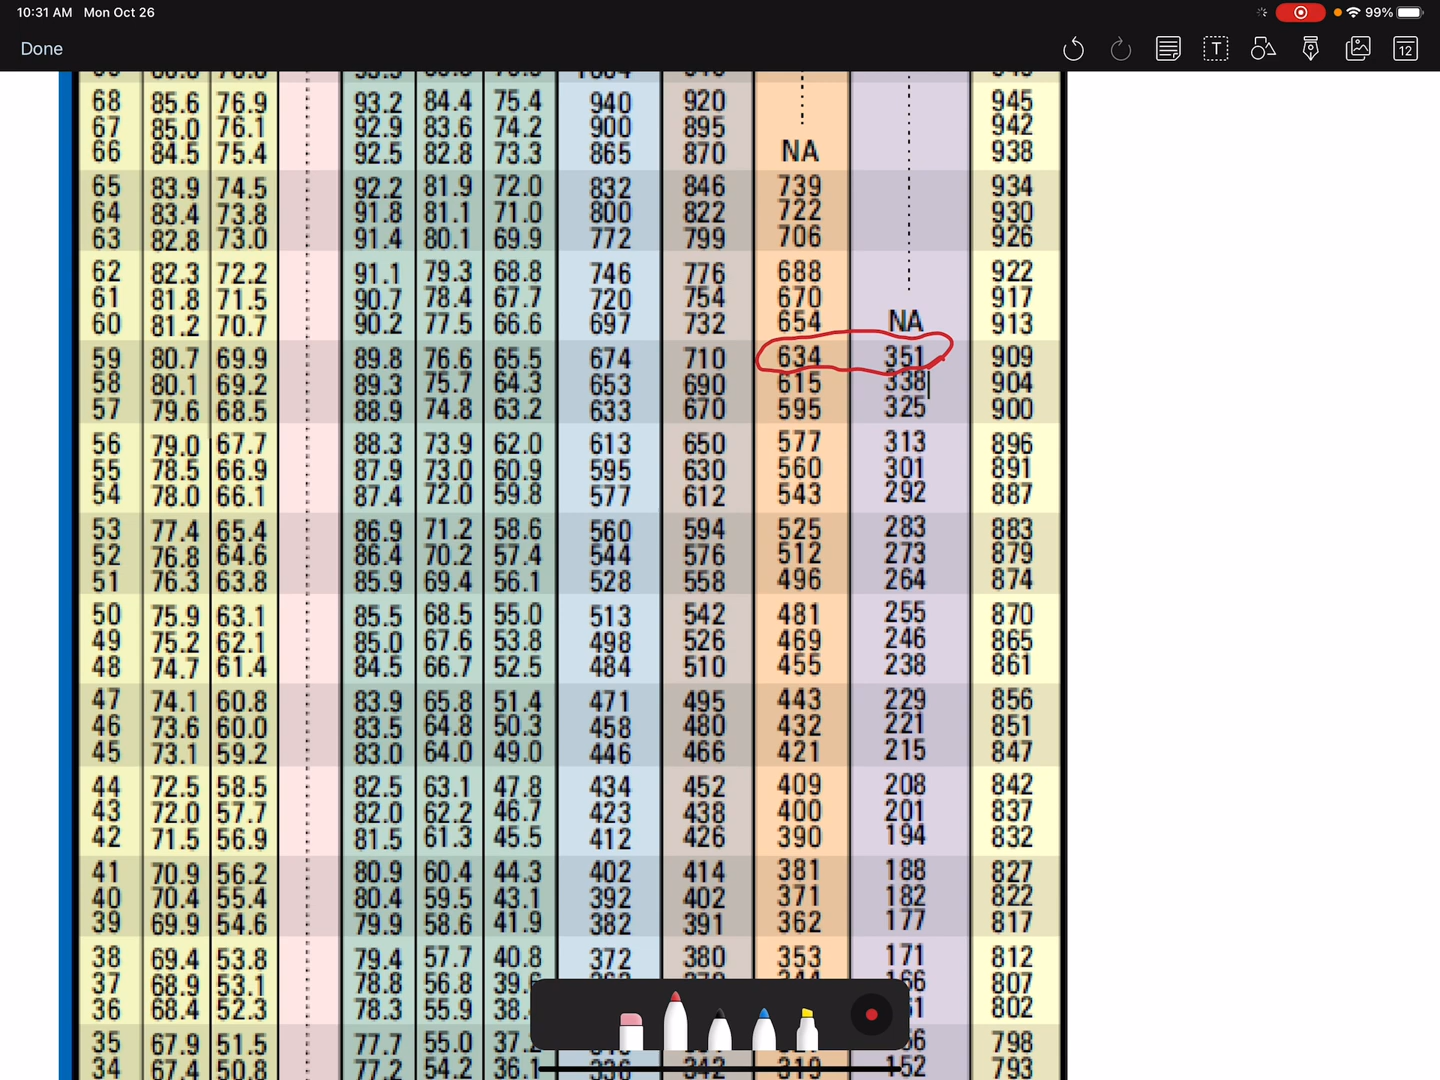 10:31 AM Mon Oct 26 99%
Done T 12
68 85.6 76.9 93.2 84.4 75.4 940 920 945
67 85.0 76.1 92.9 83.6 74.2 900 895 942
66 84.5 75.4 92.5 82.8 73.3 865 870 NA 938
65 83.9 74.5 92.2 81.9 72.0 832 846 739 934
64 83.4 73.8 91.8 81.1 71.0 800 822 722 930
63 82.8 73.0 91.4 80.1 69.9 772 799 706 926
62 82.3 72.2 91.1 79.3 68.8 746 776 688 922
61 81.8 71.5 90.7 78.4 67.7 720 754 670 917
60 81.2 70.7 90.2 77.5 66.6 697 732 654 NA 913
59 80.7 69.9 89.8 76.6 65.5 674 710 634 351 909
58 80.1 69.2 89.3 75.7 64.3 653 690 615 338 904
57 79.6 68.5 88.9 74.8 63.2 633 670 595 325 900
56 79.0 67.7 88.3 73.9 62.0 613 650 577 313 896
55 78.5 66.9 87.9 73.0 60.9 595 630 560 301 891
54 78.0 66.1 87.4 72.0 59.8 577 612 543 292 887
53 77.4 65.4 86.9 71.2 58.6 560 594 525 283 883
52 76.8 64.6 86.4 70.2 57.4 544 576 512 273 879
51 76.3 63.8 85.9 69.4 56.1 528 558 496 264 874
50 75.9 63.1 85.5 68.5 55.0 513 542 481 255 870
49 75.2 62.1 85.0 67.6 53.8 498 526 469 246 865
48 74.7 61.4 84.5 66.7 52.5 484 510 455 238 861
47 74.1 60.8 83.9 65.8 51.4 471 495 443 229 856
46 73.6 60.0 83.5 64.8 50.3 458 480 432 221 851
45 73.1 59.2 83.0 64.0 49.0 446 466 421 215 847
44 72.5 58.5 82.5 63.1 47.8 434 452 409 208 842
43 72.0 57.7 82.0 62.2 46.7 423 438 400 201 837
42 71.5 56.9 81.5 61.3 45.5 412 426 390 194 832
41 70.9 56.2 80.9 60.4 44.3 402 414 381 188 827
40 70.4 55.4 80.4 59.5 43.1 392 402 371 182 822
39 69.9 54.6 79.9 58.6 41.9 382 391 362 177 817
38 69.4 53.8 79.4 57.7 40.8 372 380 353 171 812
37 68.9 53.1 78.8 56.8 807
36 68.4 52.3 78.3 55.9 802
35 67.9 51.5 77.7 55.0 798
34 67.4 50.8 77.2 54.2 36.1 793